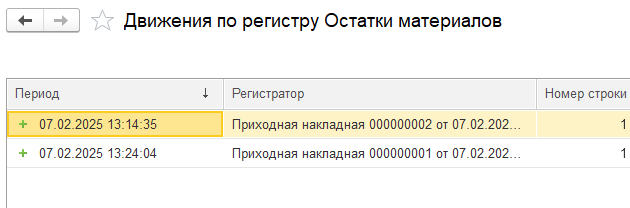 Движения по регистру Остатки материалов
Период ↓ Регистратор Номер строки
+ 07.02.2025 13:14:35 Приходная накладная 000000002 от 07.02.202... 1
+ 07.02.2025 13:24:04 Приходная накладная 000000001 от 07.02.202... 1